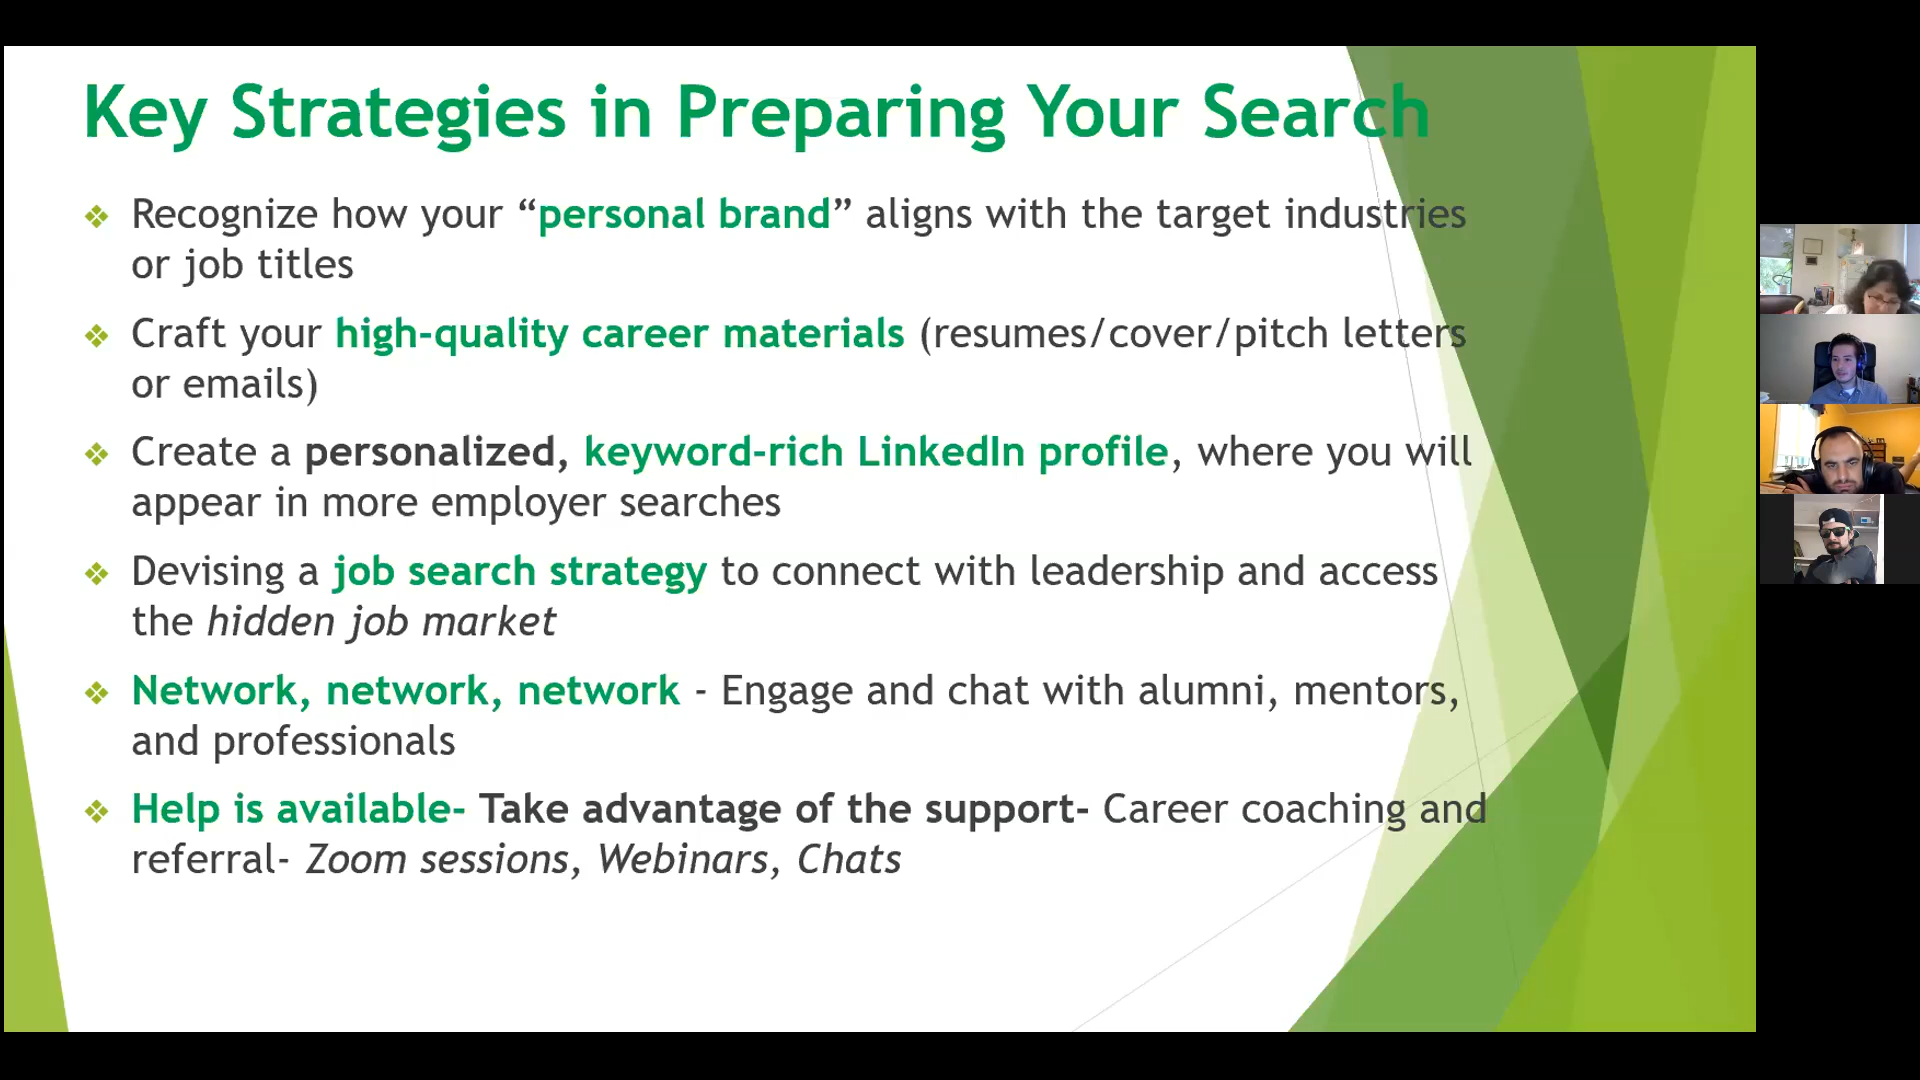 Key Strategies in Preparing Your Search
❖ Recognize how your “personal brand” aligns with the target industries
or job titles
❖ Craft your high-quality career materials (resumes/cover/pitch letters
or emails)
❖ Create a personalized, keyword-rich LinkedIn profile, where you will
appear in more employer searches
❖ Devising a job search strategy to connect with leadership and access
the hidden job market
❖ Network, network, network - Engage and chat with alumni, mentors,
and professionals
❖ Help is available- Take advantage of the support- Career coaching and
referral- Zoom sessions, Webinars, Chats